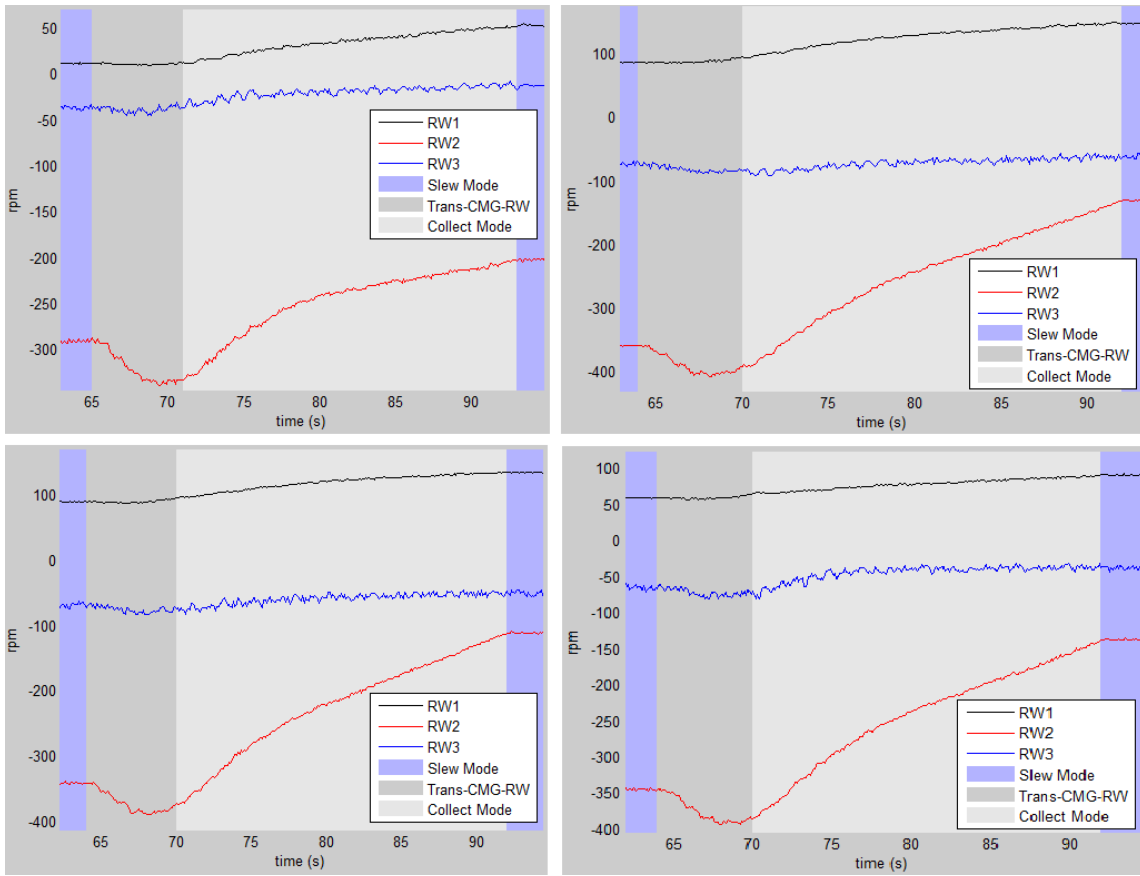 50
0
-50
-100
-150
-200
-250
-300
rpm
RW1
RW2
RW3
Slew Mode
Trans-CMG-RW
Collect Mode
65 70 75 80 85 90
time (s)
100
0
-100
-200
-300
-400
rpm
RW1
RW2
RW3
Slew Mode
Trans-CMG-RW
Collect Mode
65 70 75 80 85 90
time (s)
100
0
-100
-200
-300
-400
rpm
RW1
RW2
RW3
Slew Mode
Trans-CMG-RW
Collect Mode
65 70 75 80 85 90
time (s)
100
50
0
-50
-100
-150
-200
-250
-300
-350
-400
rpm
RW1
RW2
RW3
Slew Mode
Trans-CMG-RW
Collect Mode
65 70 75 80 85 90
time (s)